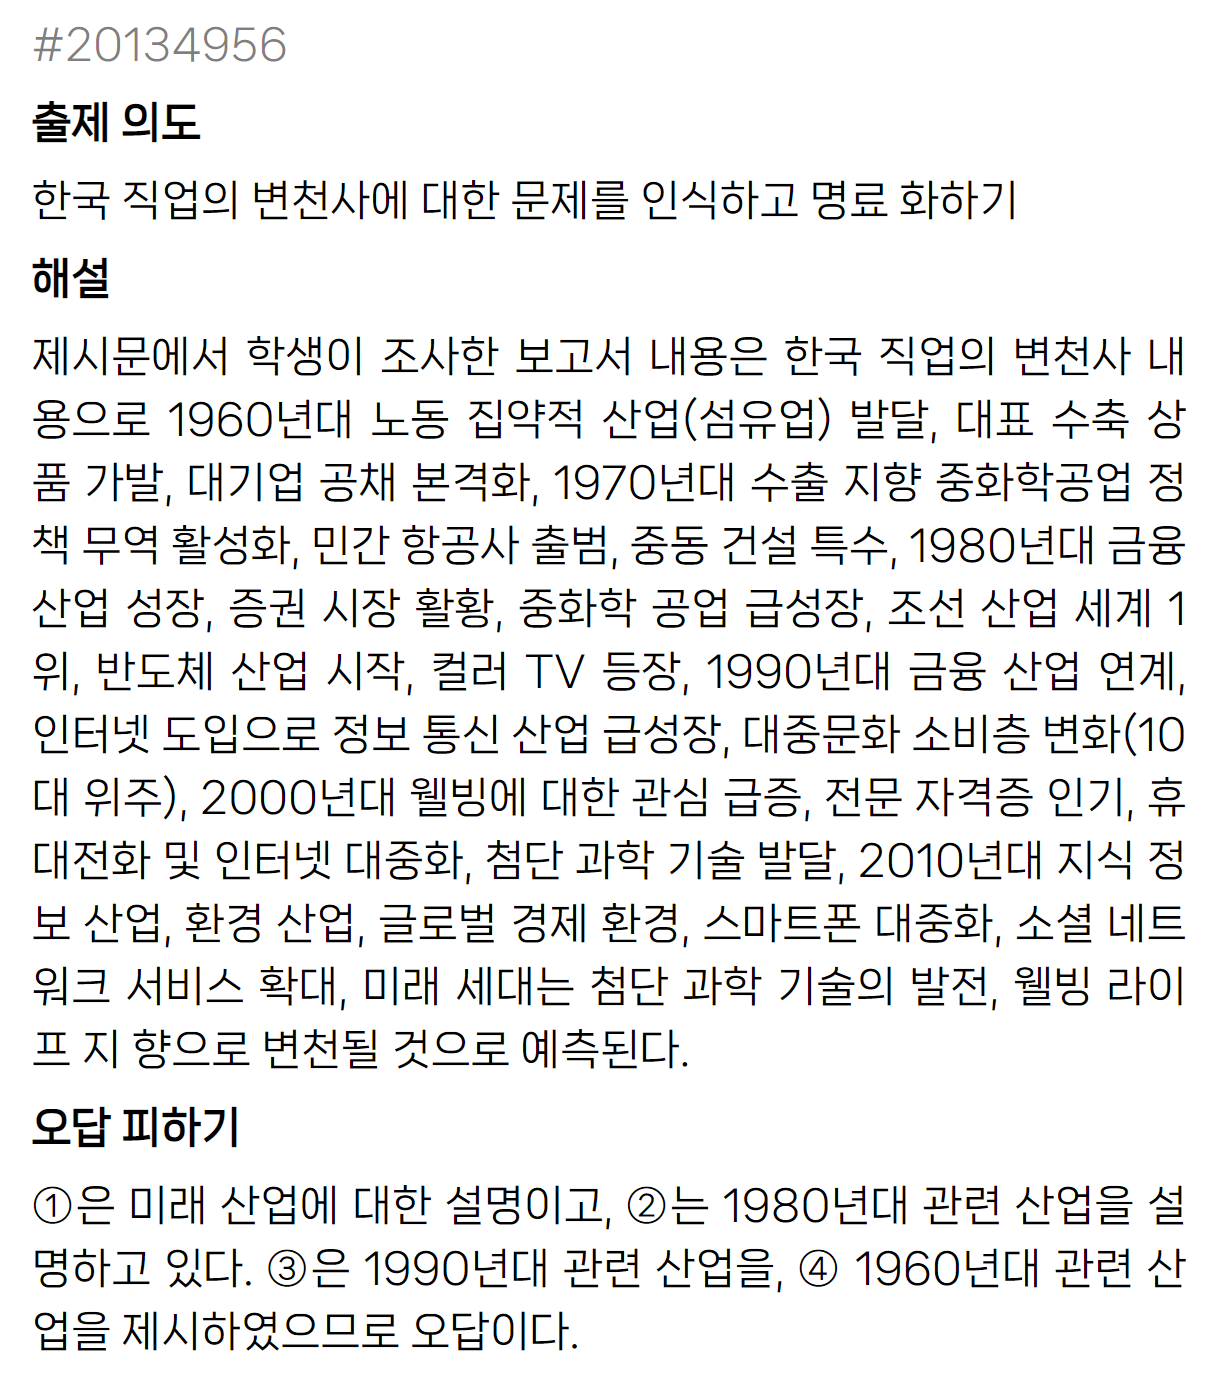 #20134956
출제 의도
한국 직업의 변천사에 대한 문제를 인식하고 명료 화하기
해설
제시문에서 학생이 조사한 보고서 내용은 한국 직업의 변천사 내
용으로 1960년대 노동 집약적 산업(섬유업) 발달, 대표 수축 상
품 가발, 대기업 공채 본격화, 1970년대 수출 지향 중화학공업 정
책 무역 활성화, 민간 항공사 출범, 중동 건설 특수, 1980년대 금융
산업 성장, 증권 시장 활황, 중화학 공업 급성장, 조선 산업 세계 1
위, 반도체 산업 시작, 컬러 TV 등장, 1990년대 금융 산업 연계,
인터넷 도입으로 정보 통신 산업 급성장, 대중문화 소비층 변화(10
대 위주), 2000년대 웰빙에 대한 관심 급증, 전문 자격증 인기, 휴
대전화 및 인터넷 대중화, 첨단 과학 기술 발달, 2010년대 지식 정
보 산업, 환경 산업, 글로벌 경제 환경, 스마트폰 대중화, 소셜 네트
워크 서비스 확대, 미래 세대는 첨단 과학 기술의 발전, 웰빙 라이
프 지 향으로 변천될 것으로 예측된다.
오답 피하기
①은 미래 산업에 대한 설명이고, ②는 1980년대 관련 산업을 설
명하고 있다. ③은 1990년대 관련 산업을, ④ 1960년대 관련 산
업을 제시하였으므로 오답이다.